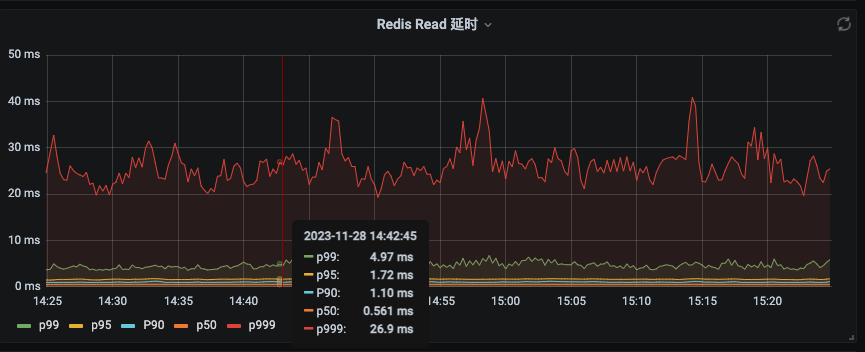 Redis Read 延时
50 ms
40 ms
30 ms
20 ms
10 ms
0 ms
14:25 14:30 14:35 14:40 14:55 15:00 15:05 15:10 15:15 15:20
2023-11-28 14:42:45
p99: 4.97 ms
p95: 1.72 ms
P90: 1.10 ms
p50: 0.561 ms
p999: 26.9 ms
p99 p95 P90 p50 p999